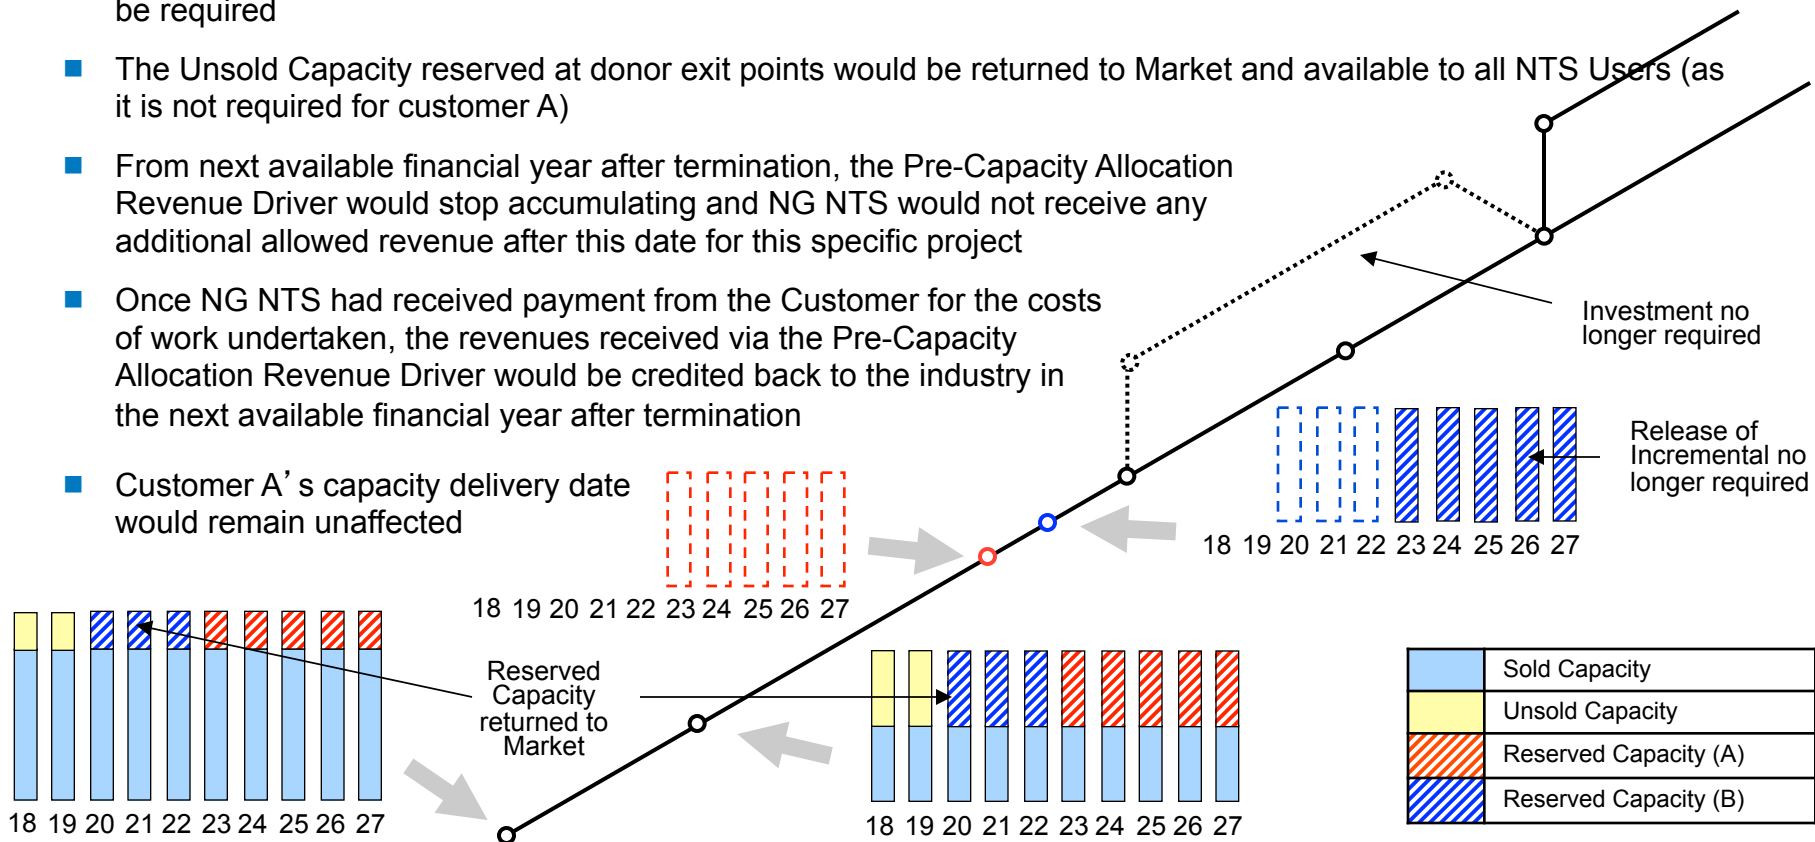 be required
The Unsold Capacity reserved at donor exit points would be returned to Market and available to all NTS Users (as
it is not required for customer A)
From next available financial year after termination, the Pre-Capacity Allocation
Revenue Driver would stop accumulating and NG NTS would not receive any
additional allowed revenue after this date for this specific project
Once NG NTS had received payment from the Customer for the costs
of work undertaken, the revenues received via the Pre-Capacity
Allocation Revenue Driver would be credited back to the industry in
the next available financial year after termination
Customer A's capacity delivery date
would remain unaffected
Investment no
longer required
Release of
Incremental no
longer required
18 19 20 21 22 23 24 25 26 27
18 19 20 21 22 23 24 25 26 27
Reserved
Capacity
returned to
Market
18 19 20 21 22 23 24 25 26 27
18 19 20 21 22 23 24 25 26 27
Sold Capacity
Unsold Capacity
Reserved Capacity (A)
Reserved Capacity (B)